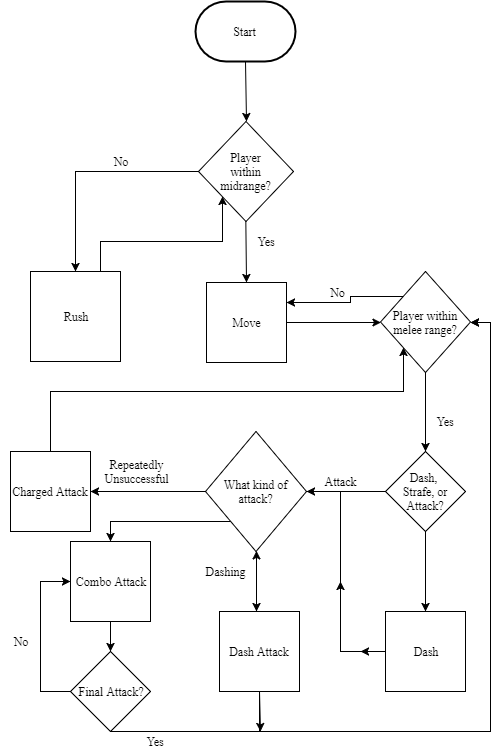 Start
Player
within
midrange?
No
Yes
Rush
Move
No
Player within
melee range?
Yes
Repeatedly
Unsuccessful
What kind of
attack?
Attack
Dash,
Strafe, or
Attack?
Charged Attack
Combo Attack
Dashing
No
Dash Attack
Dash
Final Attack?
Yes